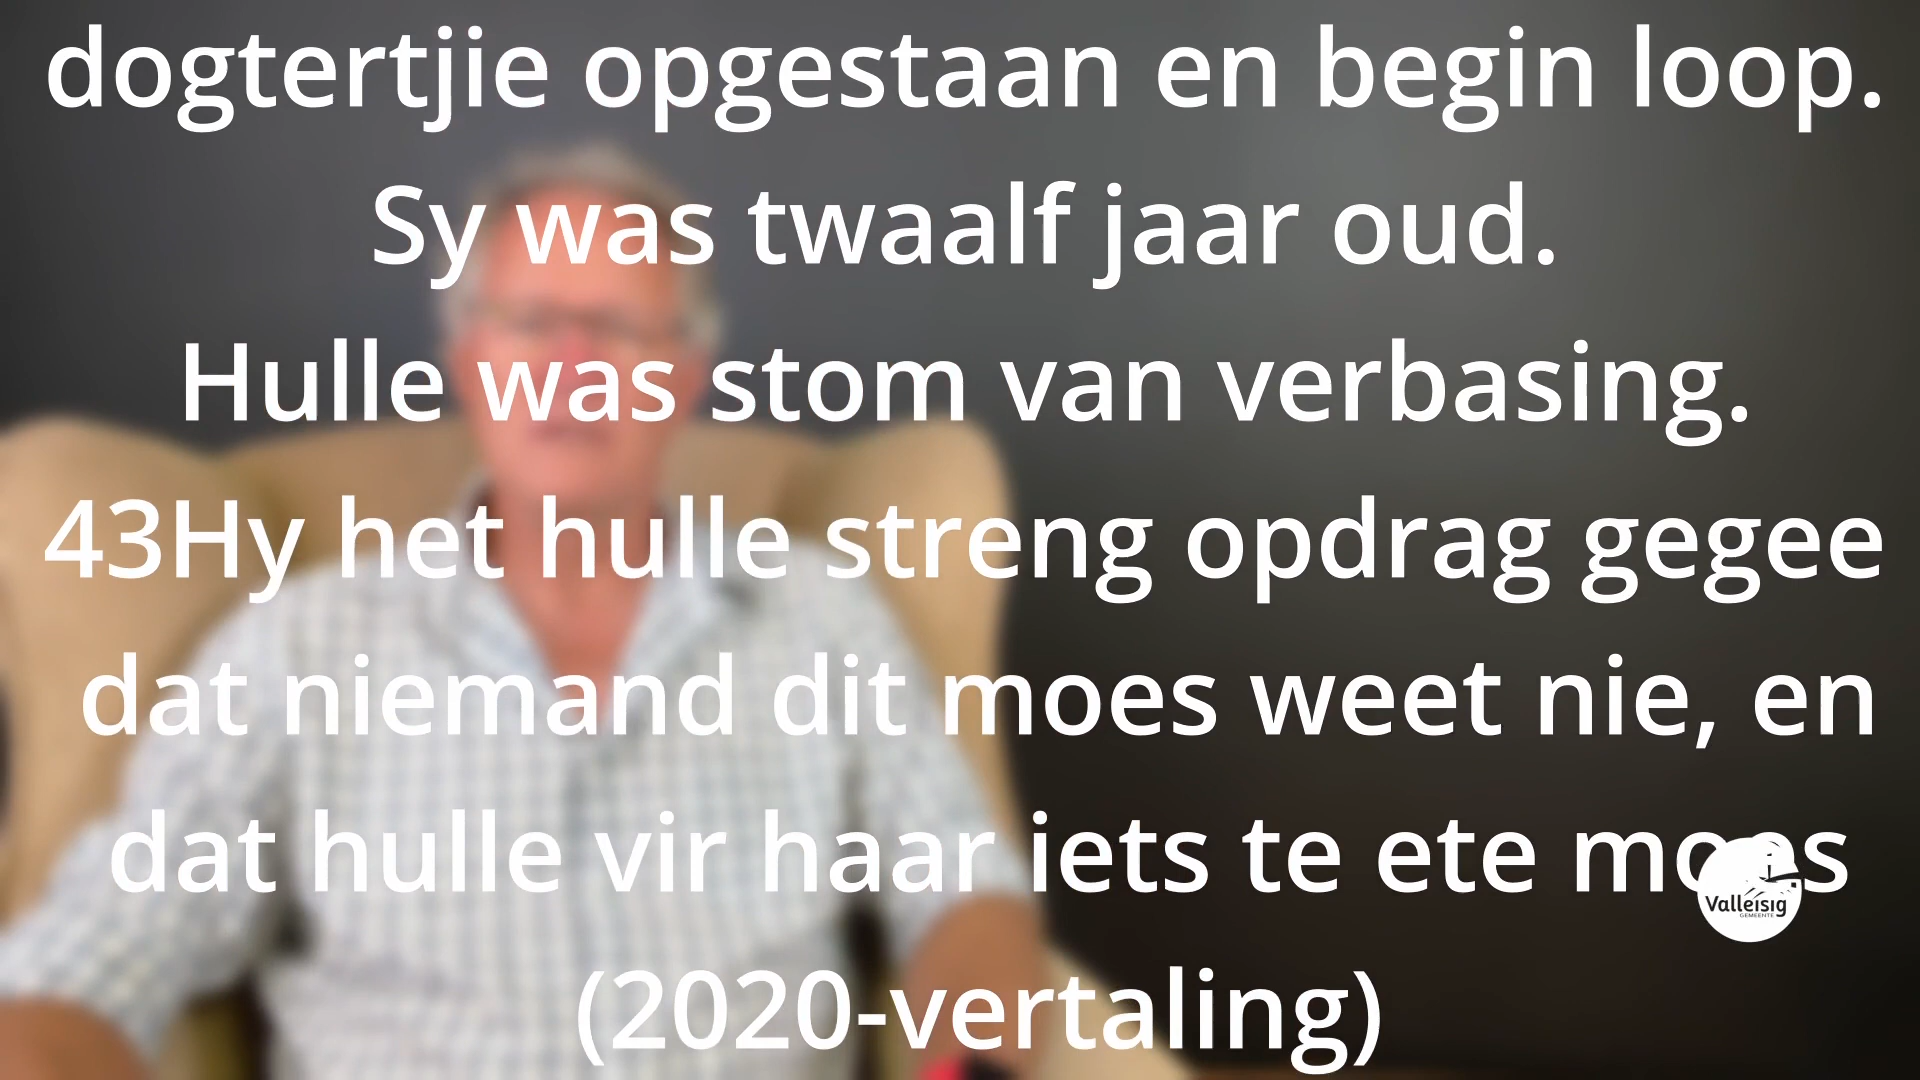 dogtertjie opgestaan en begin loop.
Sy was twaalf jaar oud.
Hulle was stom van verbasing.
43Hy het hulle streng opdrag gegee
dat niemand dit moes weet nie, en
dat hulle vir haar iets te ete moes
Valleisig
GEMEENTE
(2020-vertaling)